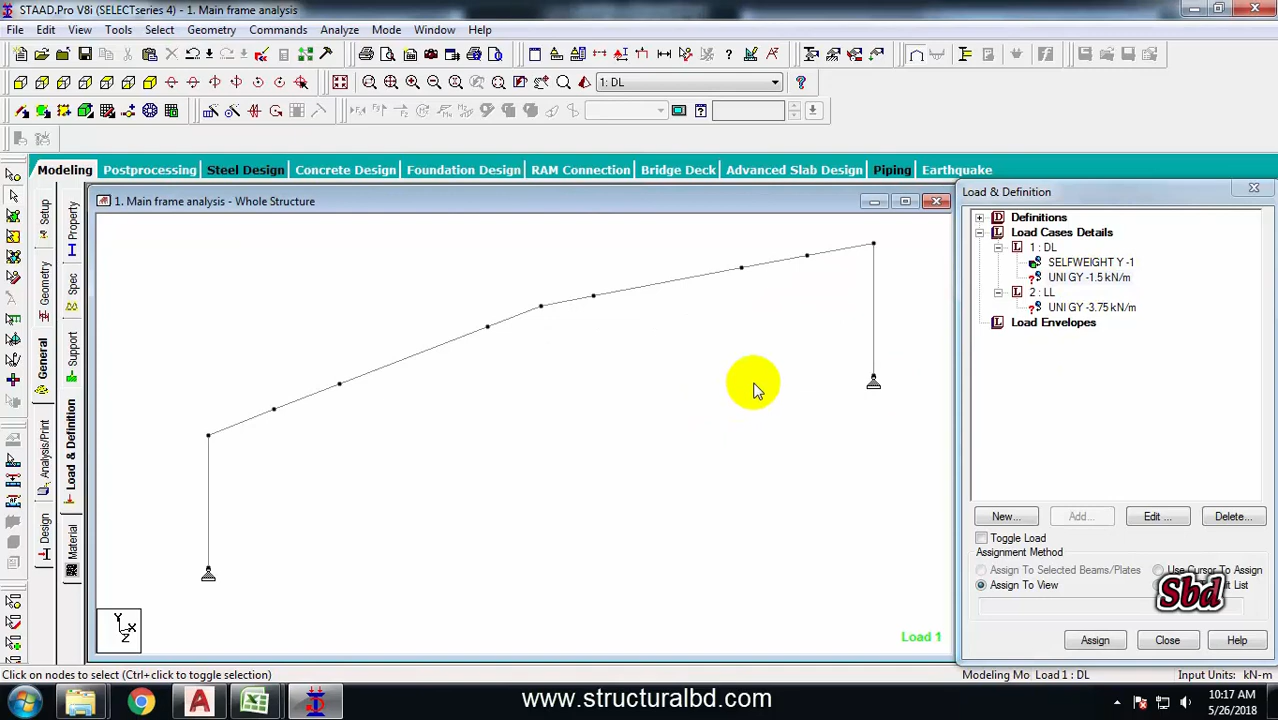 STAAD.Pro V8i (SELECTseries 4) - 1. Main frame analysis
File Edit View Tools Select Geometry Commands Analyze Mode Window Help
1: DL
Modeling Postprocessing Steel Design Concrete Design Foundation Design RAM Connection Bridge Deck Advanced Slab Design Piping Earthquake
1. Main frame analysis - Whole Structure
Load & Definition
Setup
Geometry
General
Analysis/Print
Design
Property
Spec
Support
Load & Definition
Material
Definitions
Load Cases Details
1 : DL
SELFWEIGHT Y -1
UNI GY -1.5 kN/m
2 : LL
UNI GY -3.75 kN/m
Load Envelopes
New... Add... Edit ... Delete...
Toggle Load
Assignment Method
Assign To Selected Beams/Plates Use Cursor To Assign
Assign To View t List
Sbd
Assign Close Help
Y
X
Z
Load 1
Click on nodes to select (Ctrl+click to toggle selection)
Modeling Mo Load 1 : DL Input Units: kN-m
www.structuralbd.com
10:17 AM
5/26/2018